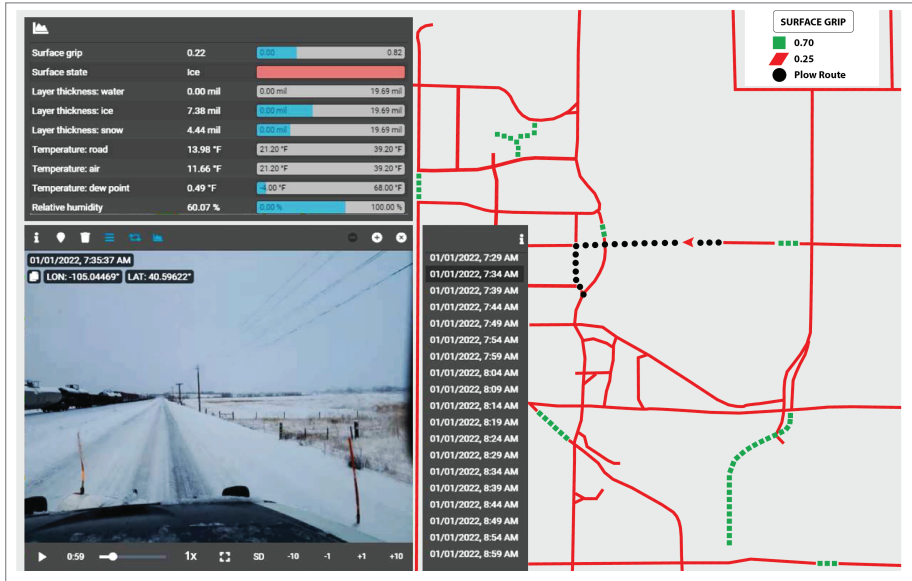 Surface grip 0.22 0.00 0.82
Surface state Ice
Layer thickness: water 0.00 mil 0.00 mil 19.69 mil
Layer thickness: ice 7.38 mil 0.00 mil 19.69 mil
Layer thickness: snow 4.44 mil 0.00 mil 19.69 mil
Temperature: road 13.98 °F 21.20 °F 39.20 °F
Temperature: air 11.66 °F 21.20 °F 39.20 °F
Temperature: dew point 0.49 °F -4.00 °F 68.00 °F
Relative humidity 60.07 % 0.00 % 100.00 %
01/01/2022, 7:35:37 AM
LON: -105.04469° LAT: 40.59622°
0:59 1x SD -10 -1 +1 +10
i
01/01/2022, 7:29 AM
01/01/2022, 7:34 AM
01/01/2022, 7:39 AM
01/01/2022, 7:44 AM
01/01/2022, 7:49 AM
01/01/2022, 7:54 AM
01/01/2022, 7:59 AM
01/01/2022, 8:04 AM
01/01/2022, 8:09 AM
01/01/2022, 8:14 AM
01/01/2022, 8:19 AM
01/01/2022, 8:24 AM
01/01/2022, 8:29 AM
01/01/2022, 8:34 AM
01/01/2022, 8:39 AM
01/01/2022, 8:44 AM
01/01/2022, 8:49 AM
01/01/2022, 8:54 AM
01/01/2022, 8:59 AM
SURFACE GRIP
0.70
0.25
Plow Route